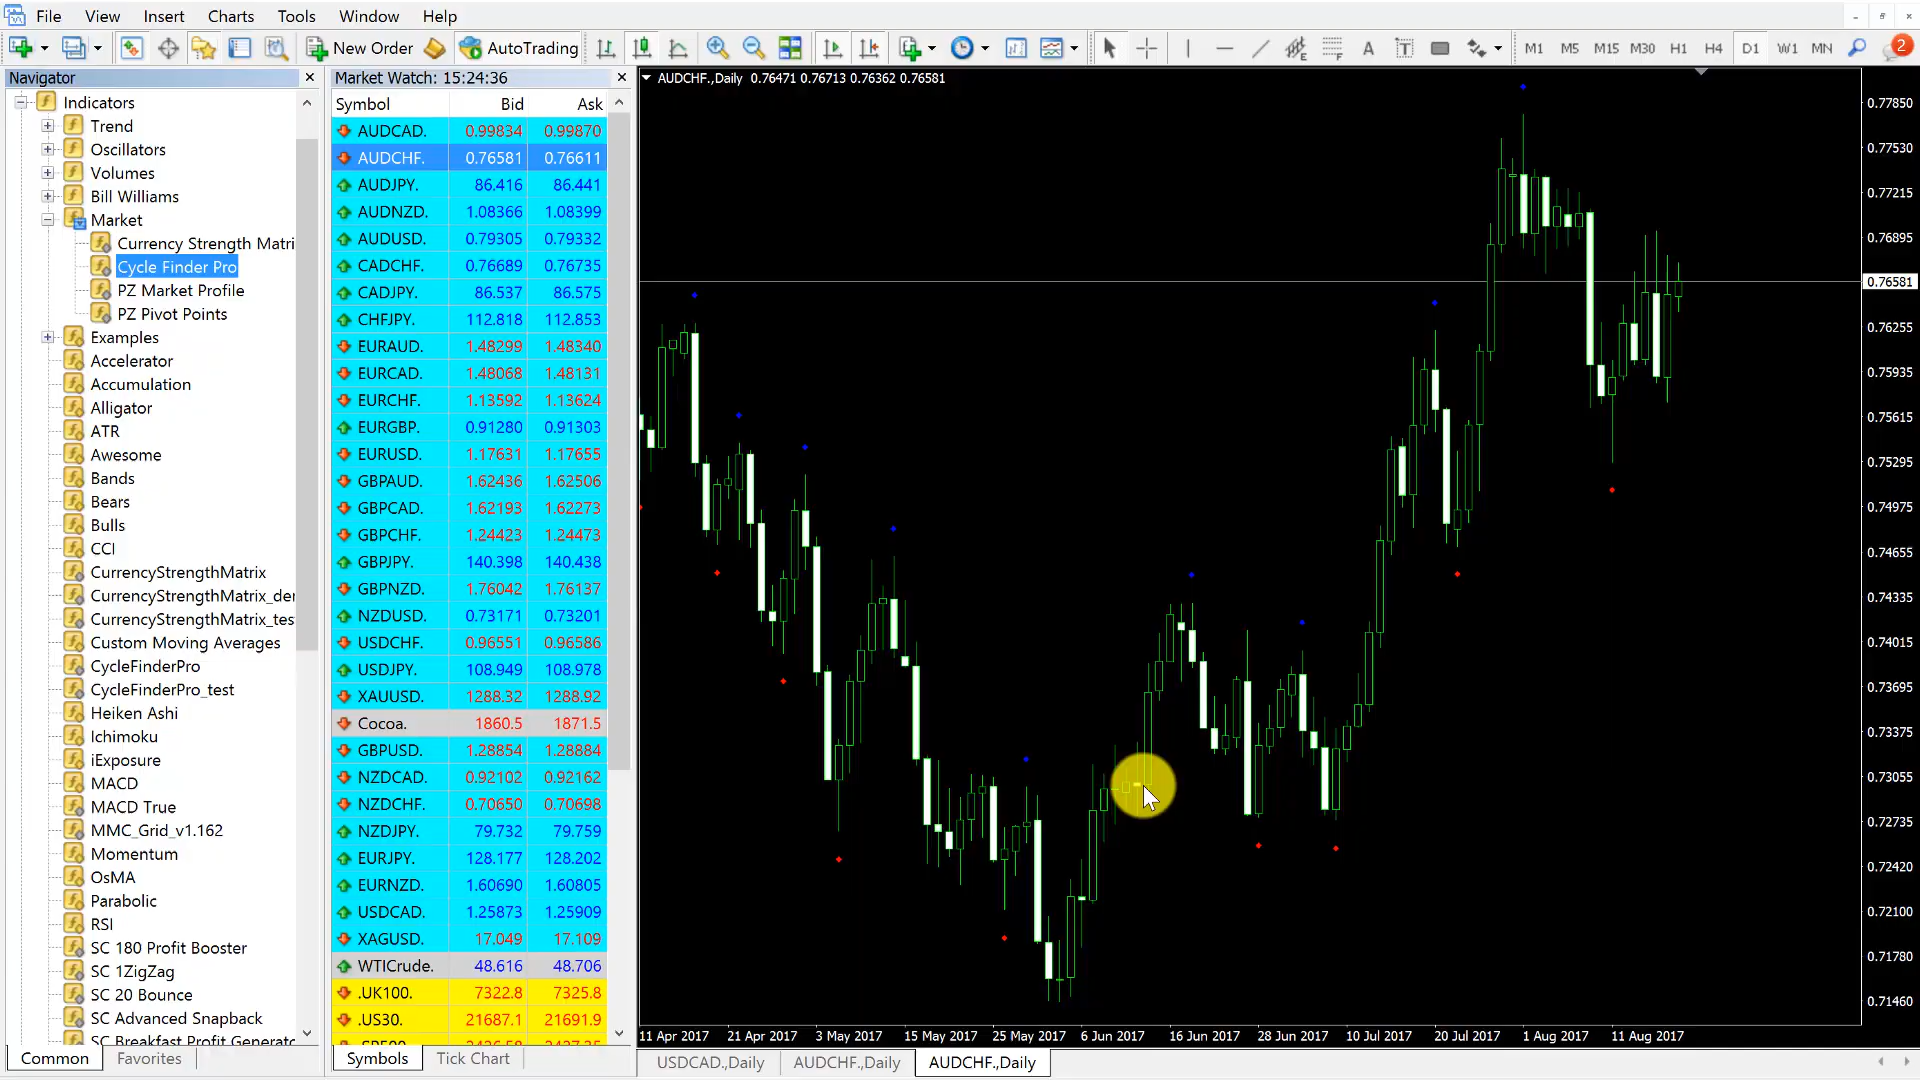 File View Insert Charts Tools Window Help
New Order AutoTrading M1 M5 M15 M30 H1 H4 D1 W1 MN 2
Navigator
Indicators
Trend
Oscillators
Volumes
Bill Williams
Market
Currency Strength Matri
Cycle Finder Pro
PZ Market Profile
PZ Pivot Points
Examples
Accelerator
Accumulation
Alligator
ATR
Awesome
Bands
Bears
Bulls
CCI
CurrencyStrengthMatrix
CurrencyStrengthMatrix_der
CurrencyStrengthMatrix_tes
Custom Moving Averages
CycleFinderPro
CycleFinderPro_test
Heiken Ashi
Ichimoku
iExposure
MACD
MACD True
MMC_Grid_v1.162
Momentum
OsMA
Parabolic
RSI
SC 180 Profit Booster
SC 1ZigZag
SC 20 Bounce
SC Advanced Snapback
SC Breakfast Profit Generato
Common Favorites
Market Watch: 15:24:36
Symbol Bid Ask
AUDCAD. 0.99834 0.99870
AUDCHF. 0.76581 0.76611
AUDJPY. 86.416 86.441
AUDNZD. 1.08366 1.08399
AUDUSD. 0.79305 0.79332
CADCHF. 0.76689 0.76735
CADJPY. 86.537 86.575
CHFJPY. 112.818 112.853
EURAUD. 1.48299 1.48340
EURCAD. 1.48068 1.48131
EURCHF. 1.13592 1.13624
EURGBP. 0.91280 0.91303
EURUSD. 1.17631 1.17655
GBPAUD. 1.62436 1.62506
GBPCAD. 1.62193 1.62273
GBPCHF. 1.24423 1.24473
GBPJPY. 140.398 140.438
GBPNZD. 1.76042 1.76137
NZDUSD. 0.73171 0.73201
USDCHF. 0.96551 0.96586
USDJPY. 108.949 108.978
XAUUSD. 1288.32 1288.92
Cocoa. 1860.5 1871.5
GBPUSD. 1.28854 1.28884
NZDCAD. 0.92102 0.92162
NZDCHF. 0.70650 0.70698
NZDJPY. 79.732 79.759
EURJPY. 128.177 128.202
EURNZD. 1.60690 1.60805
USDCAD. 1.25873 1.25909
XAGUSD. 17.049 17.109
WTICrude. 48.616 48.706
.UK100. 7322.8 7325.8
.US30. 21687.1 21691.9
Symbols Tick Chart
AUDCHF.,Daily 0.76471 0.76713 0.76362 0.76581
0.77850
0.77530
0.77215
0.76895
0.76581
0.76255
0.75935
0.75615
0.75295
0.74975
0.74655
0.74335
0.74015
0.73695
0.73375
0.73055
0.72735
0.72420
0.72100
0.71780
0.71460
11 Apr 2017 21 Apr 2017 3 May 2017 15 May 2017 25 May 2017 6 Jun 2017 16 Jun 2017 28 Jun 2017 10 Jul 2017 20 Jul 2017 1 Aug 2017 11 Aug 2017
USDCAD.,Daily AUDCHF.,Daily AUDCHF.,Daily